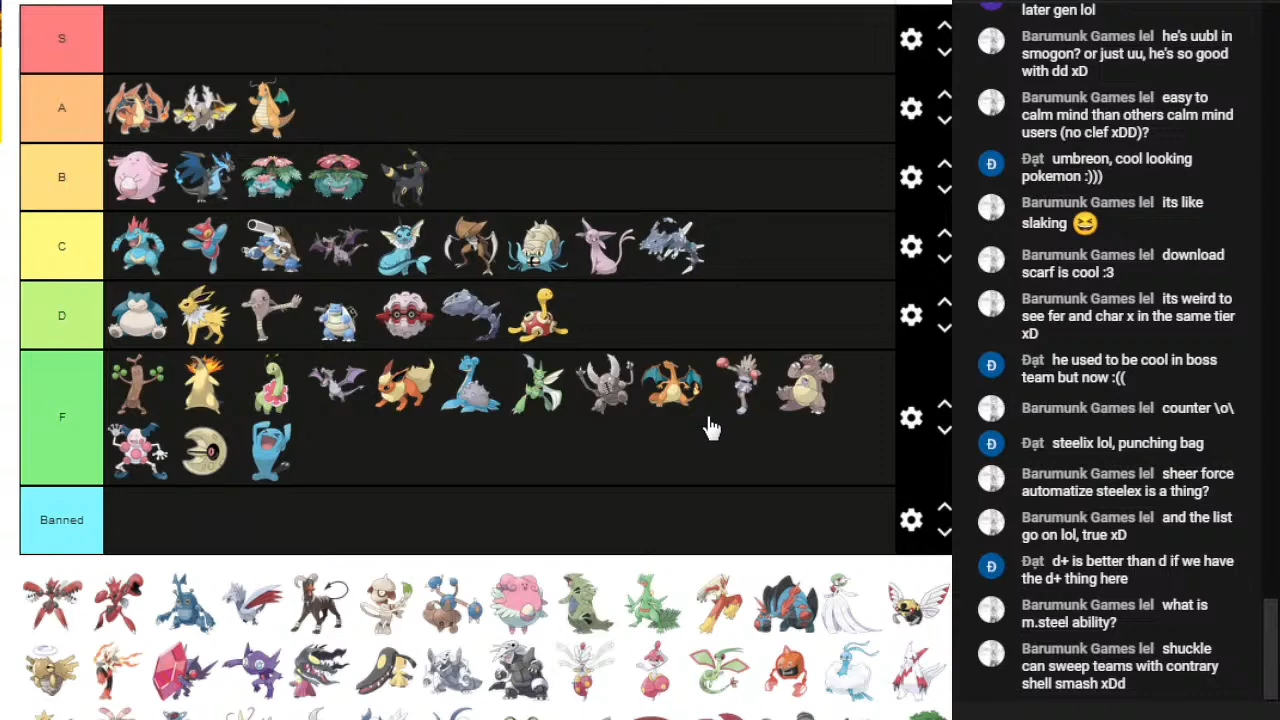 S
A
B
C
D
F
Banned
later gen lol
Barumunk Games lel he's uubl in
smogon? or just uu, he's so good
with dd xD
Barumunk Games lel easy to
calm mind than others calm mind
users (no clef xDD)?
Đạt umbreon, cool looking
pokemon :)))
Barumunk Games lel its like
slaking 😆
Barumunk Games lel download
scarf is cool :3
Barumunk Games lel its weird to
see fer and char x in the same tier
xD
Đ
Đạt he used to be cool in boss
team but now :((
Barumunk Games lel counter \o\
Đ
Đạt steelix lol, punching bag
Barumunk Games lel sheer force
automatize steelex is a thing?
Barumunk Games lel and the list
go on lol, true xD
Đ
Đạt d+ is better than d if we have
the d+ thing here
Barumunk Games lel what is
m.steel ability?
Barumunk Games lel shuckle
can sweep teams with contrary
shell smash xDd